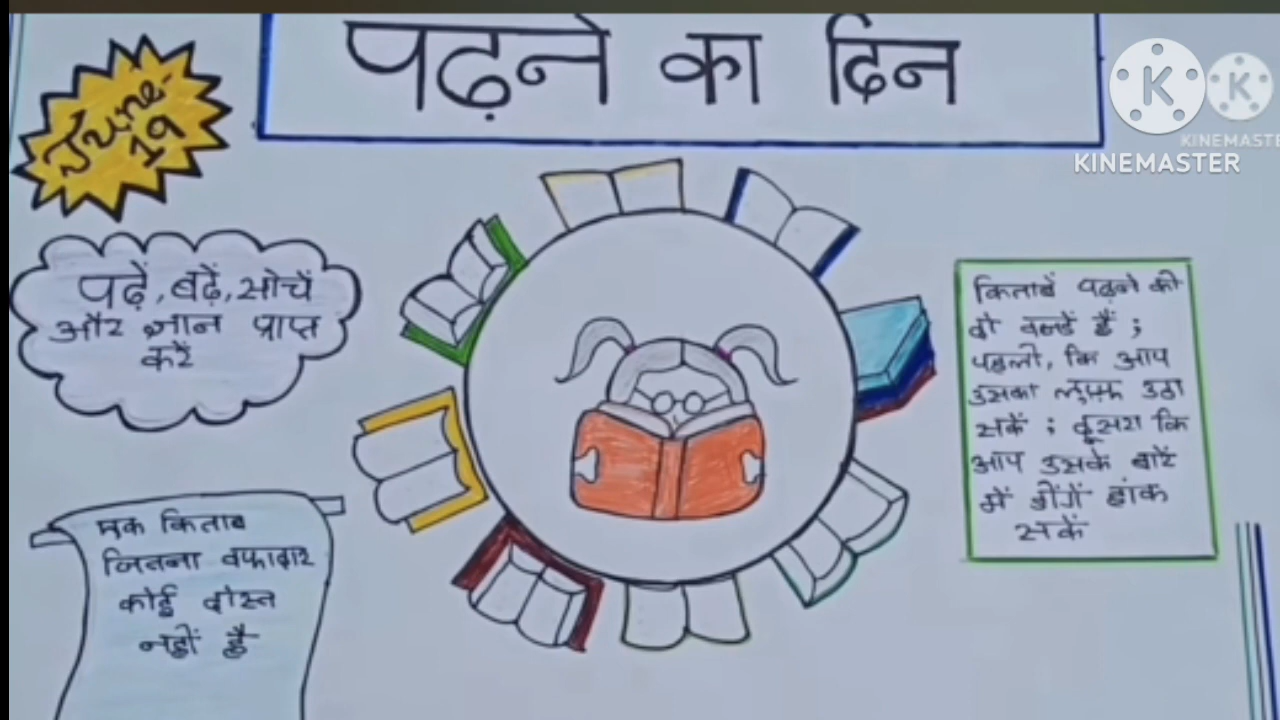 पढ़ने का दिन
June
19
पढ़ें, बढ़ें, सोचें
और ज्ञान प्राप्त
करें
एक किताब
जितना वफादार
कोई दोस्त
नहीं है
किताबें पढ़ने की
दो वजहें हैं ;
पहली, कि आप
उसका लुत्फ़ उठा
सकें ; दूसरा कि
आप उसके बारें
में डींगें हांक
सकें
KINEMASTER
KINEMASTE